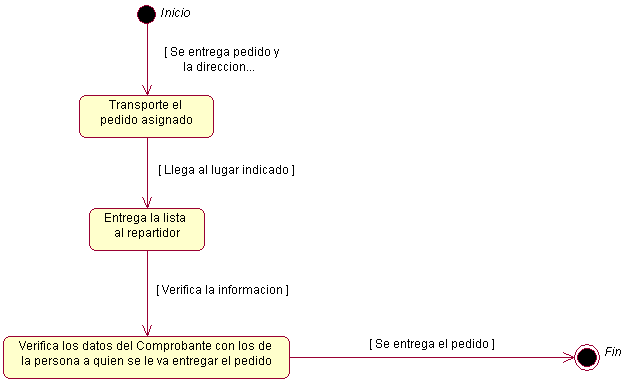 Inicio
[ Se entrega pedido y
la direccion...
Transporte el
pedido asignado
[ Llega al lugar indicado ]
Entrega la lista
al repartidor
[ Verifica la informacion ]
Verifica los datos del Comprobante con los de
la persona a quien se le va entregar el pedido
[ Se entrega el pedido ]
Fin